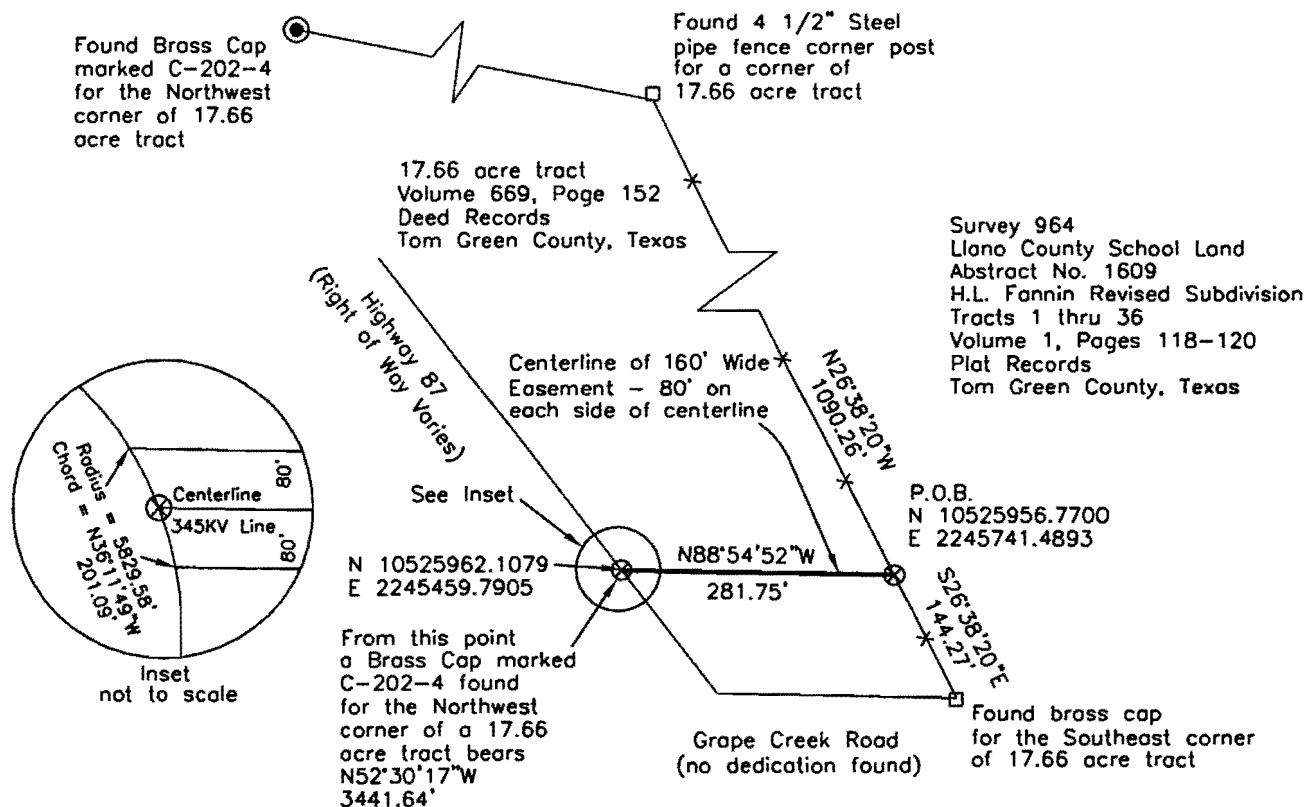 Found Brass Cap
marked C-202-4
for the Northwest
corner of 17.66
acre tract
Found 4 1/2" Steel
pipe fence corner post
for a corner of
17.66 acre tract
17.66 acre tract
Volume 669, Page 152
Deed Records
Tom Green County, Texas
Survey 964
Llano County School Land
Abstract No. 1609
H.L. Fannin Revised Subdivision
Tracts 1 thru 36
Volume 1, Pages 118-120
Plat Records
Tom Green County, Texas
Highway 87
(Right of Way Varies)
Centerline of 160' Wide
Easement - 80' on
each side of centerline
N26°38'20"W
1090.26'
See Inset
P.O.B.
N 10525956.7700
E 2245741.4893
N 10525962.1079
E 2245459.7905
N88°54'52"W
281.75'
S26°38'20"E
144.27'
From this point
a Brass Cap marked
C-202-4 found
for the Northwest
corner of a 17.66
acre tract bears
N52°30'17"W
3441.64'
Grape Creek Road
(no dedication found)
Found brass cap
for the Southeast corner
of 17.66 acre tract
Radius = 5829.58'
Chord = N36°11'49"W
201.09'
80'
Centerline
345KV Line
80'
Inset
not to scale